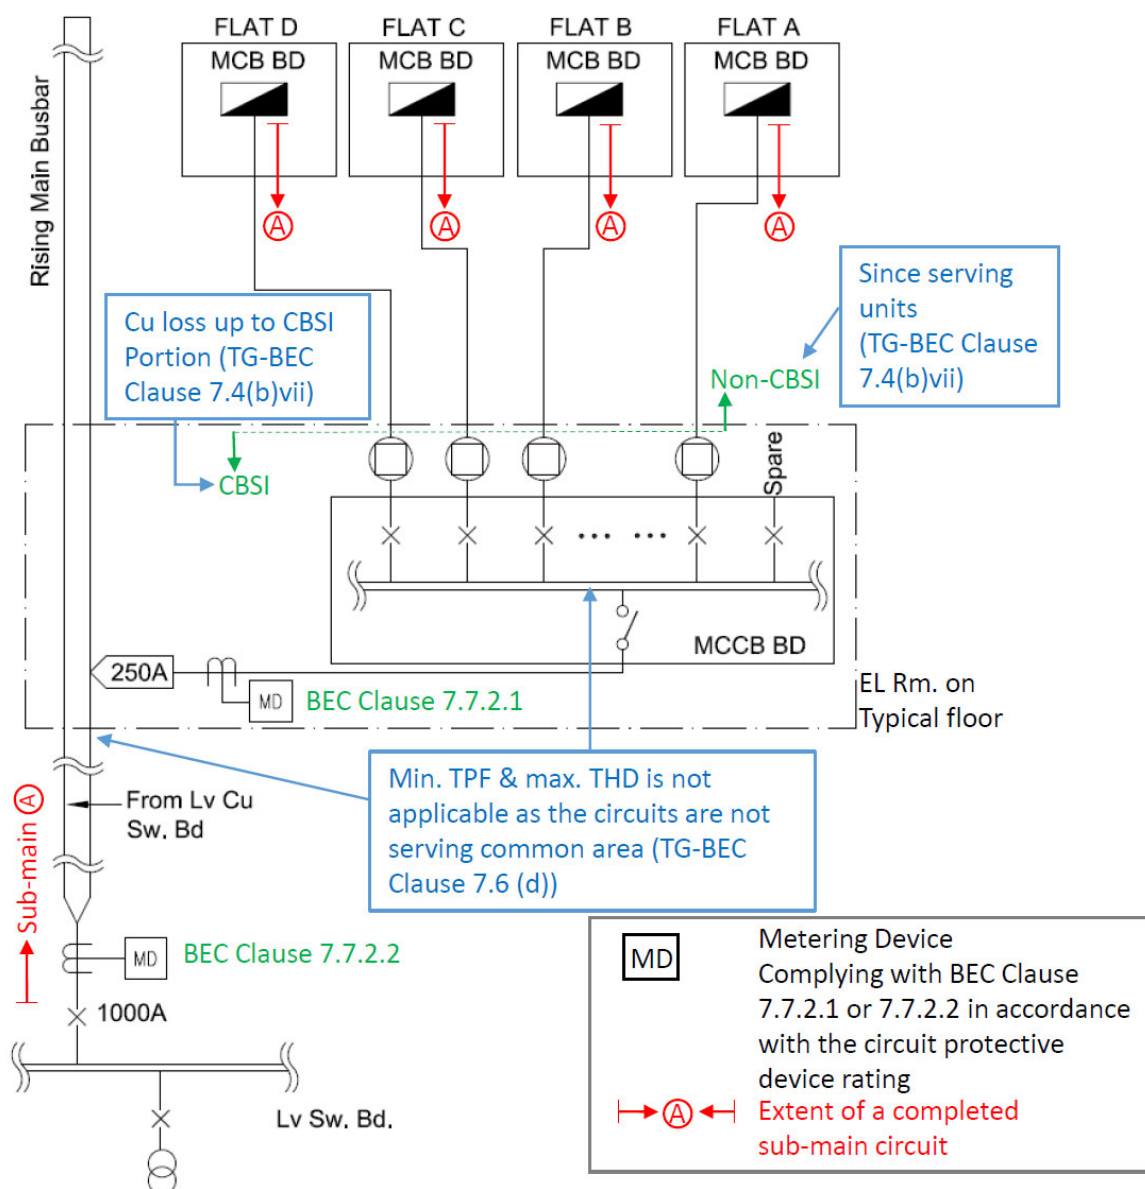 FLAT D
FLAT C
FLAT B
FLAT A
MCB BD
MCB BD
MCB BD
MCB BD
Rising Main Busbar
A
A
A
A
Since serving
units
(TG-BEC Clause
7.4(b)vii)
Cu loss up to CBSI
Portion (TG-BEC
Clause 7.4(b)vii)
Non-CBSI
CBSI
Spare
... ...
MCCB BD
250A
MD
BEC Clause 7.7.2.1
EL Rm. on
Typical floor
Min. TPF & max. THD is not
applicable as the circuits are not
serving common area (TG-BEC
Clause 7.6 (d))
From Lv Cu
Sw. Bd
Sub-main A
MD
BEC Clause 7.7.2.2
1000A
Lv Sw. Bd.
MD
Metering Device
Complying with BEC Clause
7.7.2.1 or 7.7.2.2 in accordance
with the circuit protective
device rating
A
Extent of a completed
sub-main circuit